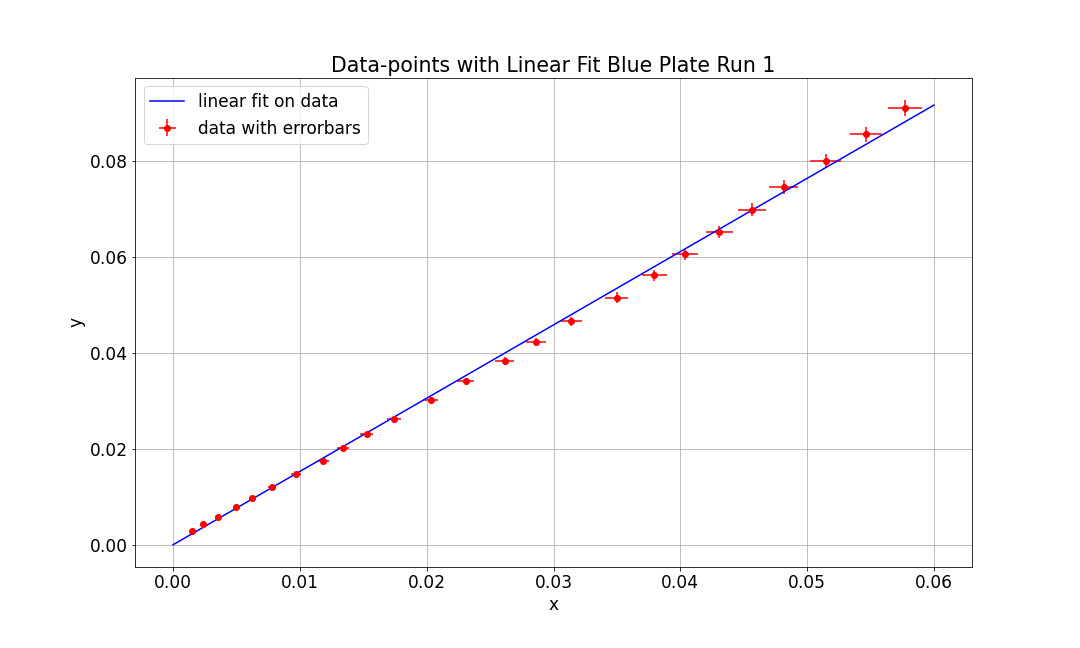 Data-points with Linear Fit Blue Plate Run 1
linear fit on data
data with errorbars
0.08
0.06
0.04
0.02
0.00
y
0.00 0.01 0.02 0.03 0.04 0.05 0.06
x